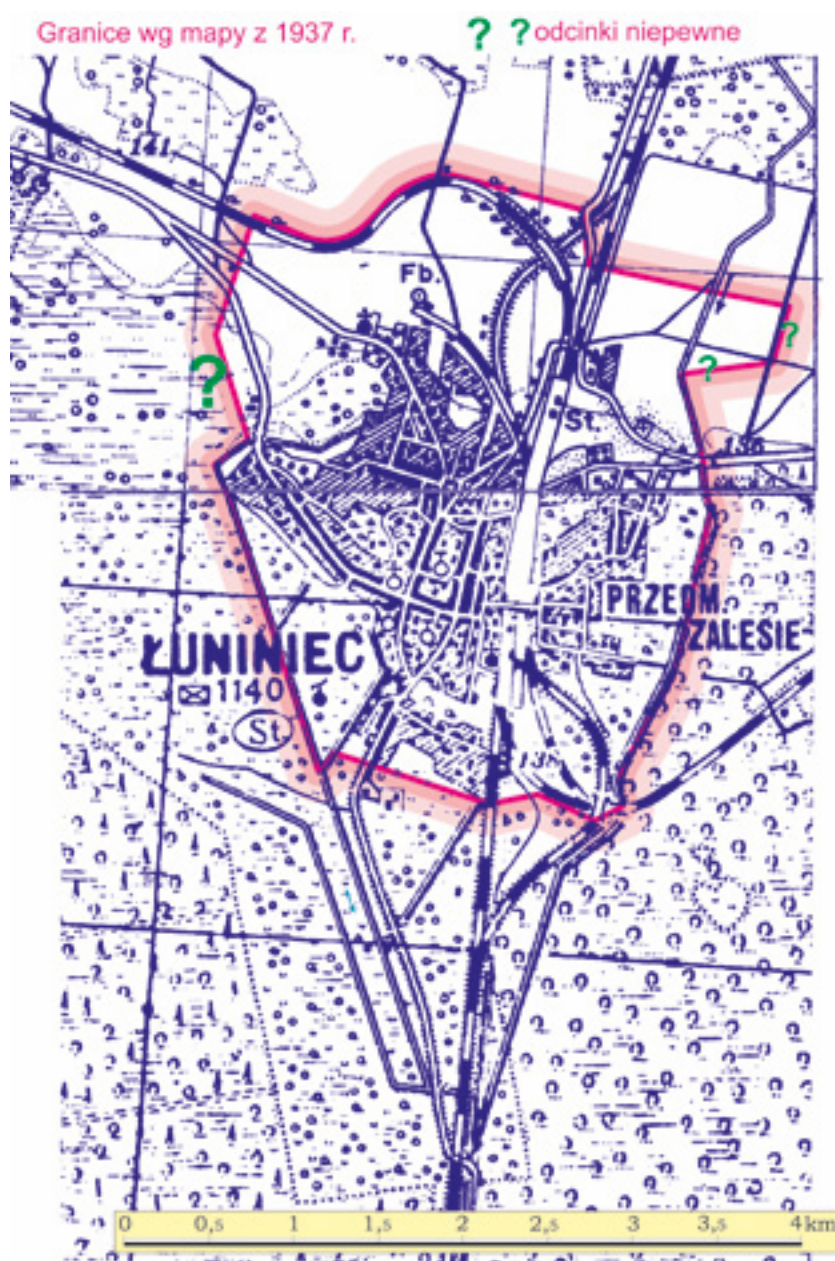 Granice wg mapy z 1937 r. ? ? odcinki niepewne
141
Fb.
?
?
?
St.
136
PRZEDM.
ZALESIE
ŁUNINIEC
1140
St.
138
0 0,5 1 1,5 2 2,5 3 3,5 4 km